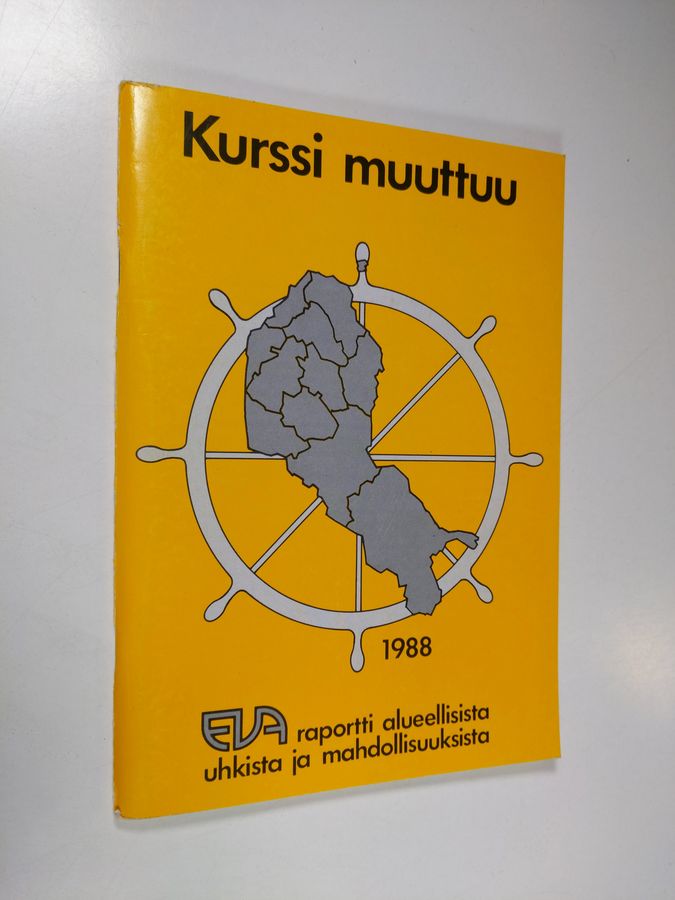 Kurssi muuttuu
1988
EVA raportti alueellisista
uhkista ja mahdollisuuksista